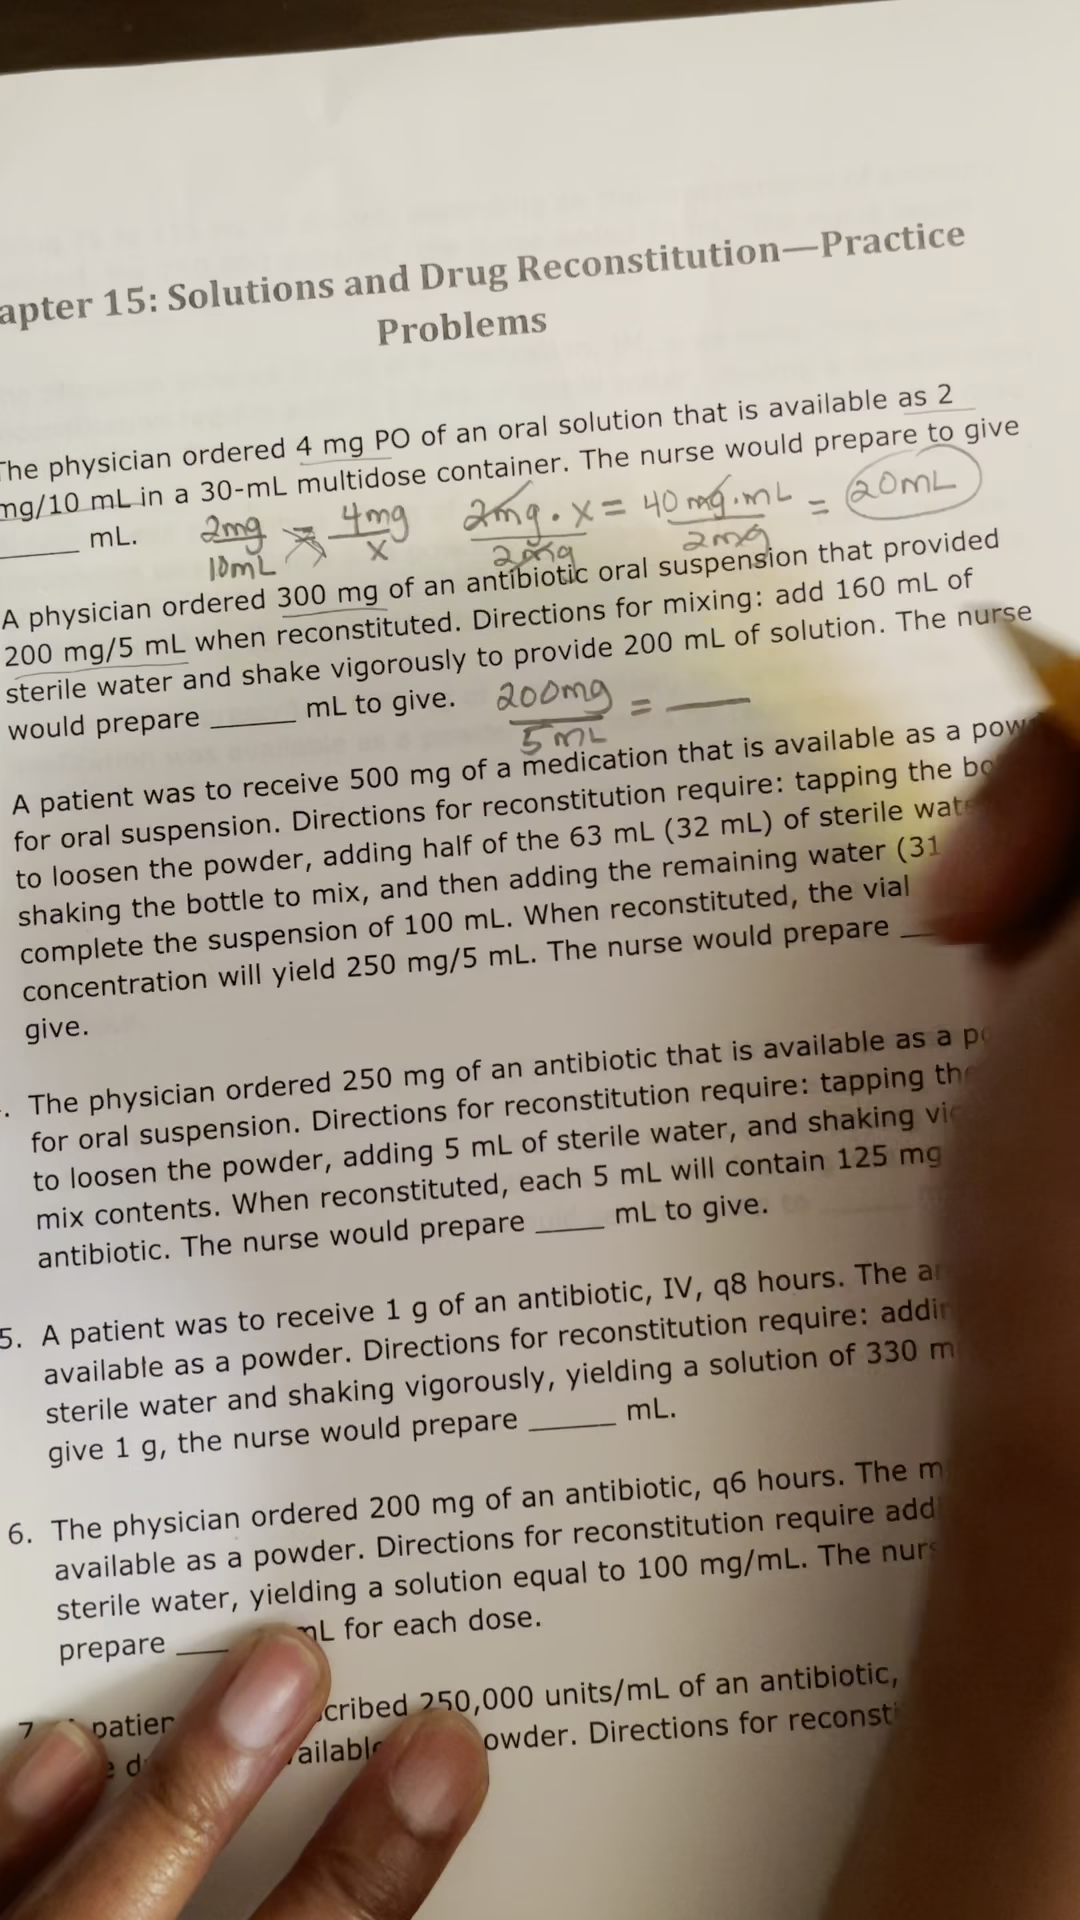 apter 15: Solutions and Drug Reconstitution—Practice
Problems
The physician ordered 4 mg PO of an oral solution that is available as 2
mg/10 mL in a 30-mL multidose container. The nurse would prepare to give
_____ mL.
2mg/10mL = 4mg/x
2mg · x/2mg = 40 mg·mL/2mg = 20mL
A physician ordered 300 mg of an antibiotic oral suspension that provided
200 mg/5 mL when reconstituted. Directions for mixing: add 160 mL of
sterile water and shake vigorously to provide 200 mL of solution. The nurse
would prepare _____ mL to give.
200mg/5mL = —
A patient was to receive 500 mg of a medication that is available as a pow
for oral suspension. Directions for reconstitution require: tapping the bo
to loosen the powder, adding half of the 63 mL (32 mL) of sterile wat
shaking the bottle to mix, and then adding the remaining water (31
complete the suspension of 100 mL. When reconstituted, the vial
concentration will yield 250 mg/5 mL. The nurse would prepare __
give.
. The physician ordered 250 mg of an antibiotic that is available as a po
for oral suspension. Directions for reconstitution require: tapping the
to loosen the powder, adding 5 mL of sterile water, and shaking vig
mix contents. When reconstituted, each 5 mL will contain 125 mg
antibiotic. The nurse would prepare ____ mL to give.
5. A patient was to receive 1 g of an antibiotic, IV, q8 hours. The a
available as a powder. Directions for reconstitution require: addin
sterile water and shaking vigorously, yielding a solution of 330 m
give 1 g, the nurse would prepare _____ mL.
6. The physician ordered 200 mg of an antibiotic, q6 hours. The m
available as a powder. Directions for reconstitution require add
sterile water, yielding a solution equal to 100 mg/mL. The nurs
prepare ___ mL for each dose.
7 patien cribed 250,000 units/mL of an antibiotic,
e d ailable owder. Directions for reconsti